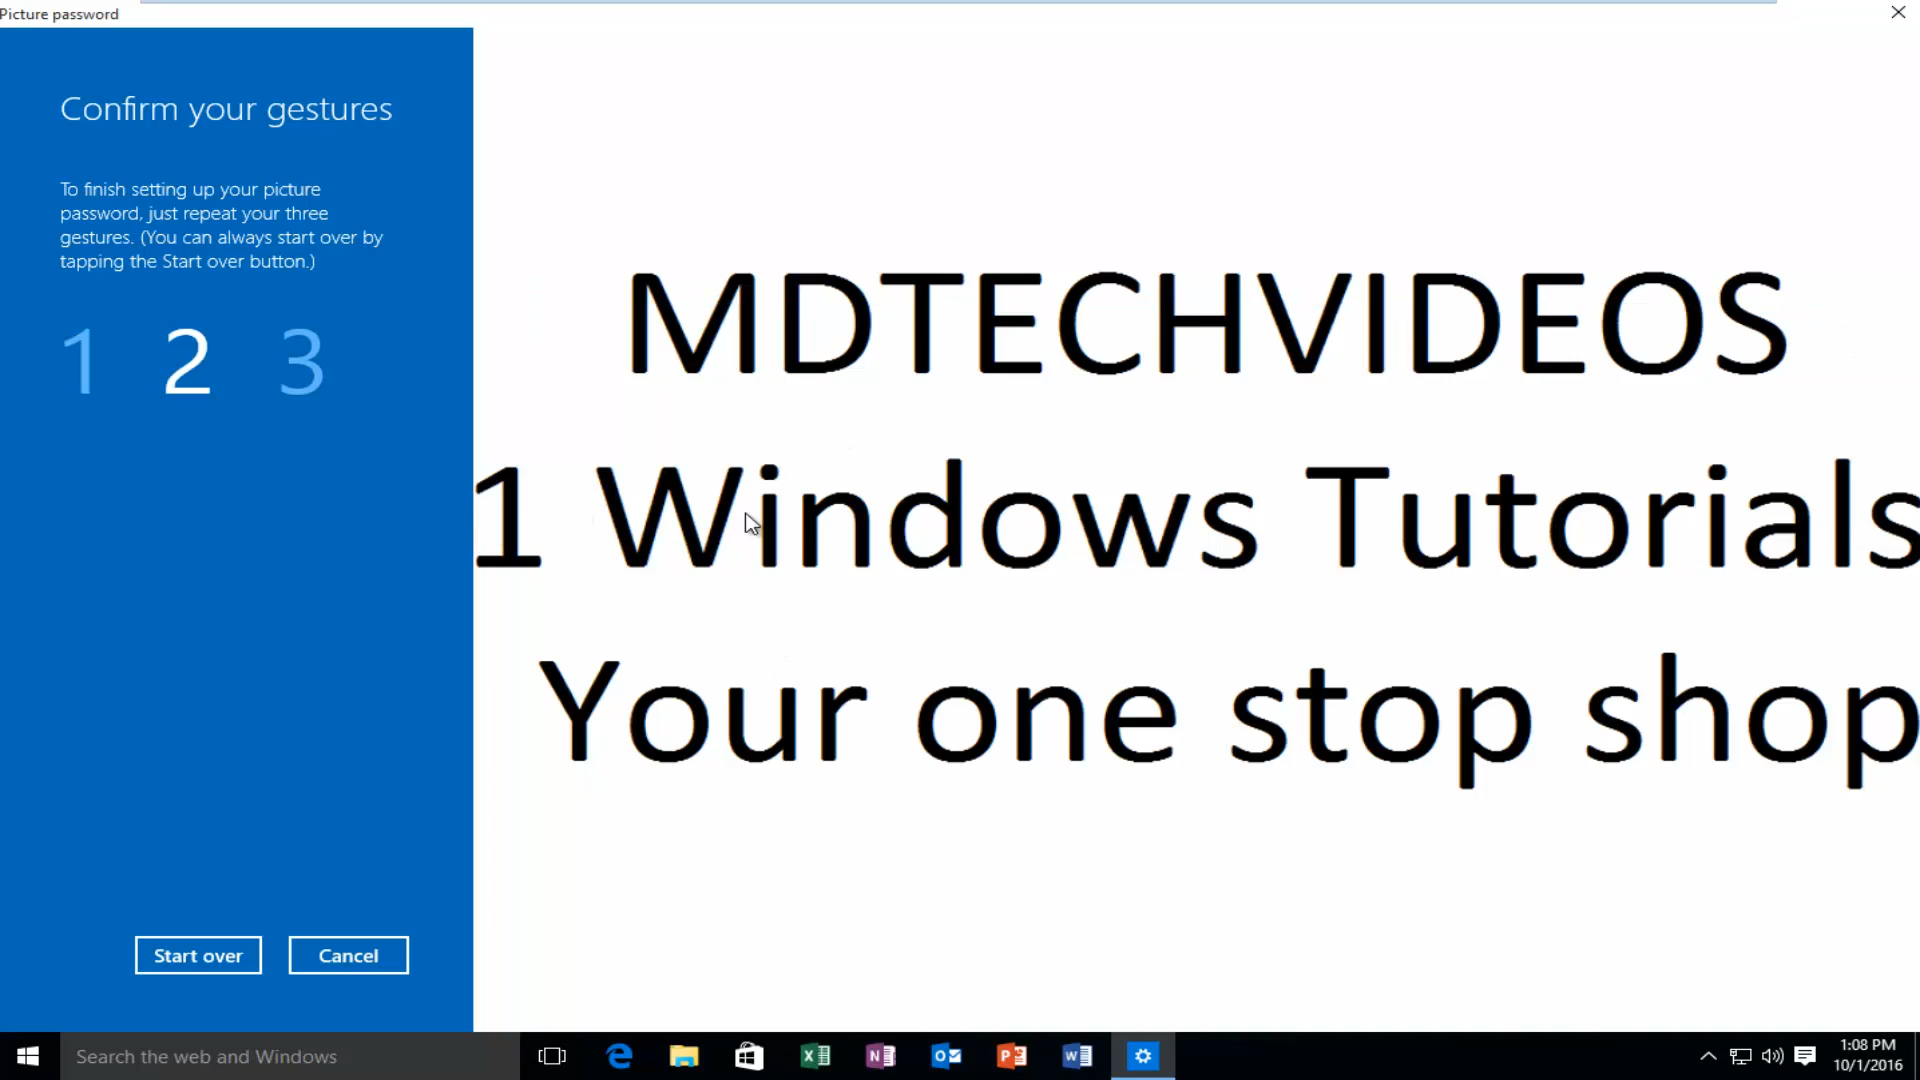 Picture password
Confirm your gestures
To finish setting up your picture
password, just repeat your three
gestures. (You can always start over by
tapping the Start over button.)
1 2 3
Start over
Cancel
MDTECHVIDEOS
1 Windows Tutorials
Your one stop shop
Search the web and Windows
1:08 PM
10/1/2016